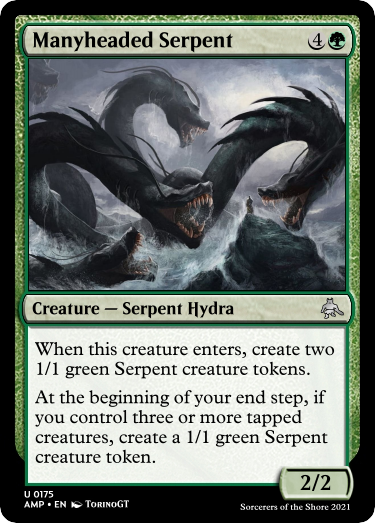 Manyheaded Serpent 4
Creature — Serpent Hydra
When this creature enters, create two
1/1 green Serpent creature tokens.
At the beginning of your end step, if
you control three or more tapped
creatures, create a 1/1 green Serpent
creature token.
2/2
U 0175
AMP • EN TorinoGT
Sorcerers of the Shore 2021